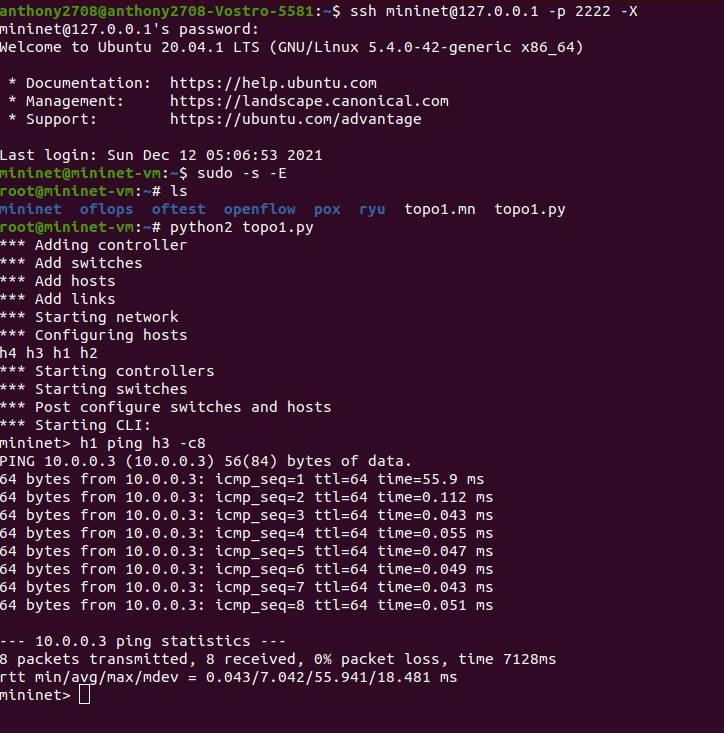 anthony2708@anthony2708-Vostro-5581:~$ ssh mininet@127.0.0.1 -p 2222 -X
mininet@127.0.0.1's password:
Welcome to Ubuntu 20.04.1 LTS (GNU/Linux 5.4.0-42-generic x86_64)
* Documentation:  https://help.ubuntu.com
* Management:     https://landscape.canonical.com
* Support:        https://ubuntu.com/advantage
Last login: Sun Dec 12 05:06:53 2021
mininet@mininet-vm:~$ sudo -s -E
root@mininet-vm:~# ls
mininet  oflops  oftest  openflow  pox  ryu  topo1.mn  topo1.py
root@mininet-vm:~# python2 topo1.py
*** Adding controller
*** Add switches
*** Add hosts
*** Add links
*** Starting network
*** Configuring hosts
h4 h3 h1 h2
*** Starting controllers
*** Starting switches
*** Post configure switches and hosts
*** Starting CLI:
mininet> h1 ping h3 -c8
PING 10.0.0.3 (10.0.0.3) 56(84) bytes of data.
64 bytes from 10.0.0.3: icmp_seq=1 ttl=64 time=55.9 ms
64 bytes from 10.0.0.3: icmp_seq=2 ttl=64 time=0.112 ms
64 bytes from 10.0.0.3: icmp_seq=3 ttl=64 time=0.043 ms
64 bytes from 10.0.0.3: icmp_seq=4 ttl=64 time=0.055 ms
64 bytes from 10.0.0.3: icmp_seq=5 ttl=64 time=0.047 ms
64 bytes from 10.0.0.3: icmp_seq=6 ttl=64 time=0.049 ms
64 bytes from 10.0.0.3: icmp_seq=7 ttl=64 time=0.043 ms
64 bytes from 10.0.0.3: icmp_seq=8 ttl=64 time=0.051 ms
--- 10.0.0.3 ping statistics ---
8 packets transmitted, 8 received, 0% packet loss, time 7128ms
rtt min/avg/max/mdev = 0.043/7.042/55.941/18.481 ms
mininet>